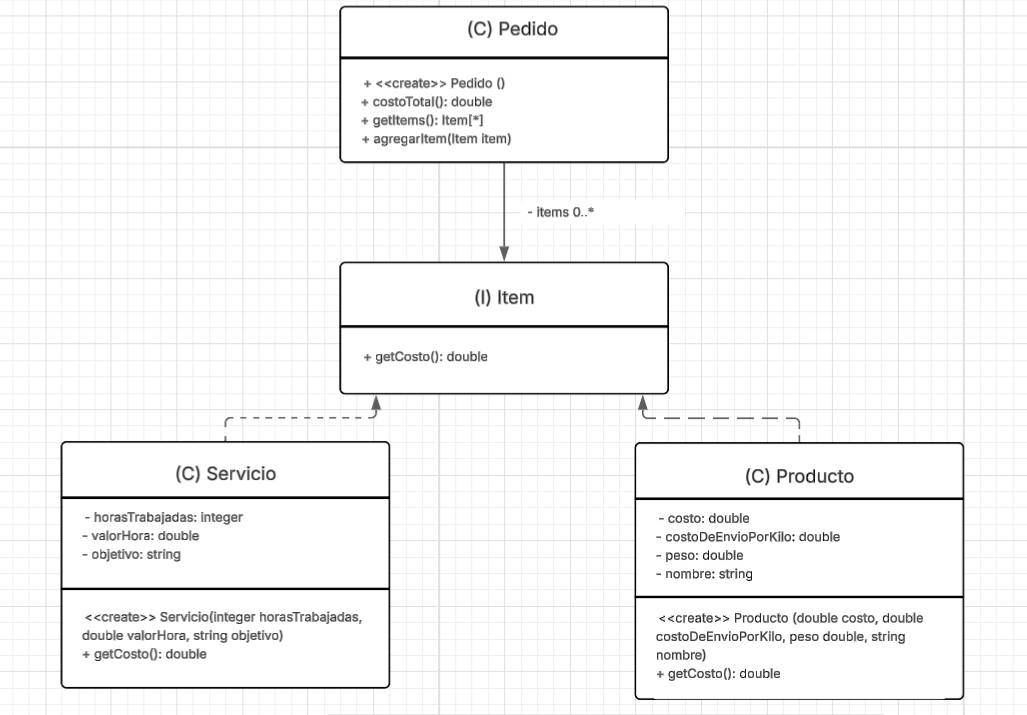 (C) Pedido
+ <<create>> Pedido ()
+ costoTotal(): double
+ getItems(): Item[*]
+ agregarItem(Item item)
- items 0..*
(I) Item
+ getCosto(): double
(C) Servicio
- horasTrabajadas: integer
- valorHora: double
- objetivo: string
<<create>> Servicio(integer horasTrabajadas,
double valorHora, string objetivo)
+ getCosto(): double
(C) Producto
- costo: double
- costoDeEnvioPorKilo: double
- peso: double
- nombre: string
<<create>> Producto (double costo, double
costoDeEnvioPorKilo, peso double, string
nombre)
+ getCosto(): double